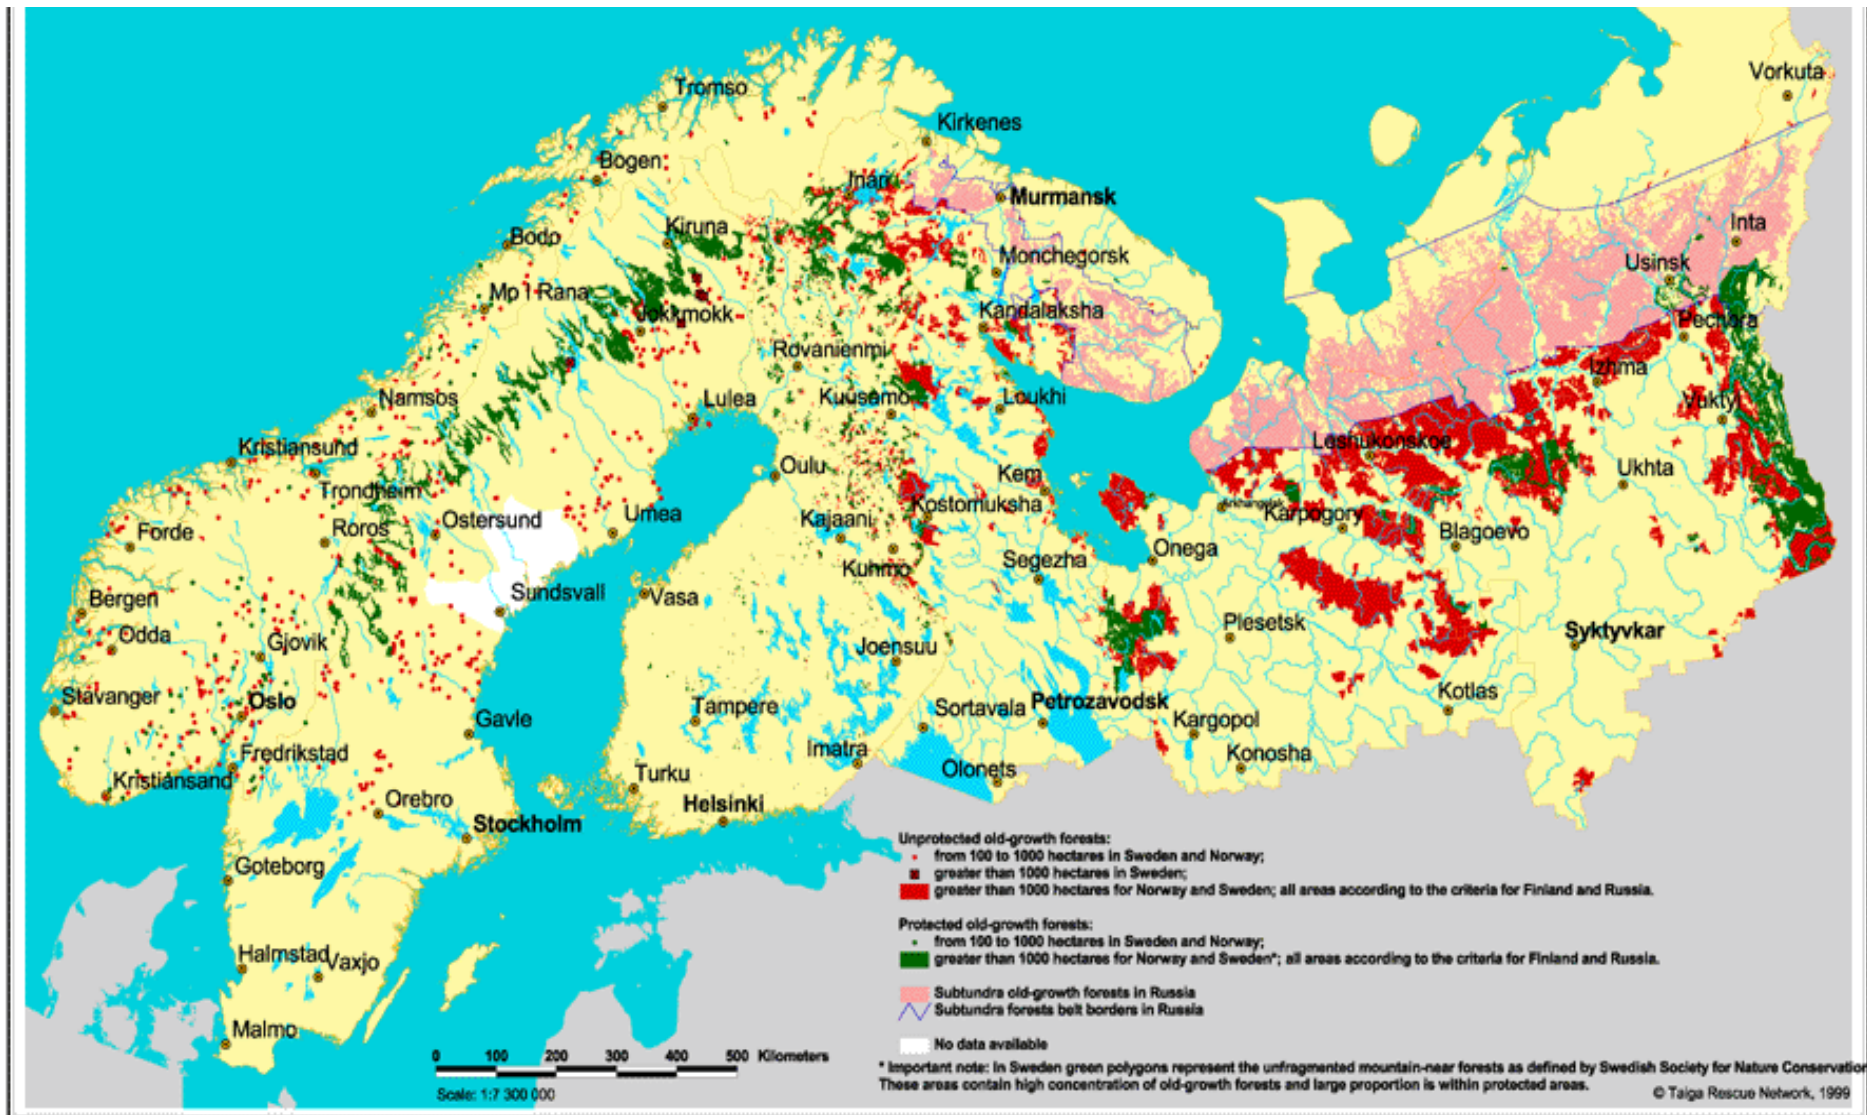 Vorkuta
Tromso
Kirkenes
Bogen
Inari
Murmansk
Inta
Kiruna
Bodo
Monchegorsk
Usinsk
Mp I Rana
Jokkmokk
Kandalaksha
Pechora
Rovanienmi
Izhma
Namsos
Lulea
Kuusamo
Loukhi
Vuktyl
Kristiansund
Leshukonskoe
Oulu
Kem
Ukhta
Trondheim
Arkhangelsk
Ostersund
Umea
Kajaani
Kostomuksha
Karpogory
Forde
Roros
Blagoevo
Onega
Kuhmo
Segezha
Bergen
Sundsvall
Vasa
Odda
Gjovik
Joensuu
Plesetsk
Syktyvkar
Stavanger
Oslo
Gavle
Tampere
Sortavala
Petrozavodsk
Kargopol
Kotlas
Fredrikstad
Imatra
Konosha
Kristiansand
Turku
Olonets
Orebro
Helsinki
Stockholm
Goteborg
Halmstad
Vaxjo
Malmo
Unprotected old-growth forests:
from 100 to 1000 hectares in Sweden and Norway;
greater than 1000 hectares in Sweden;
greater than 1000 hectares for Norway and Sweden; all areas according to the criteria for Finland and Russia.
Protected old-growth forests:
from 100 to 1000 hectares in Sweden and Norway;
greater than 1000 hectares for Norway and Sweden*; all areas according to the criteria for Finland and Russia.
Subtundra old-growth forests in Russia
Subtundra forests belt borders in Russia
No data available
0 100 200 300 400 500 Kilometers
Scale: 1:7 300 000
* Important note: In Sweden green polygons represent the unfragmented mountain-near forests as defined by Swedish Society for Nature Conservation
These areas contain high concentration of old-growth forests and large proportion is within protected areas.
© Taiga Rescue Network, 1999